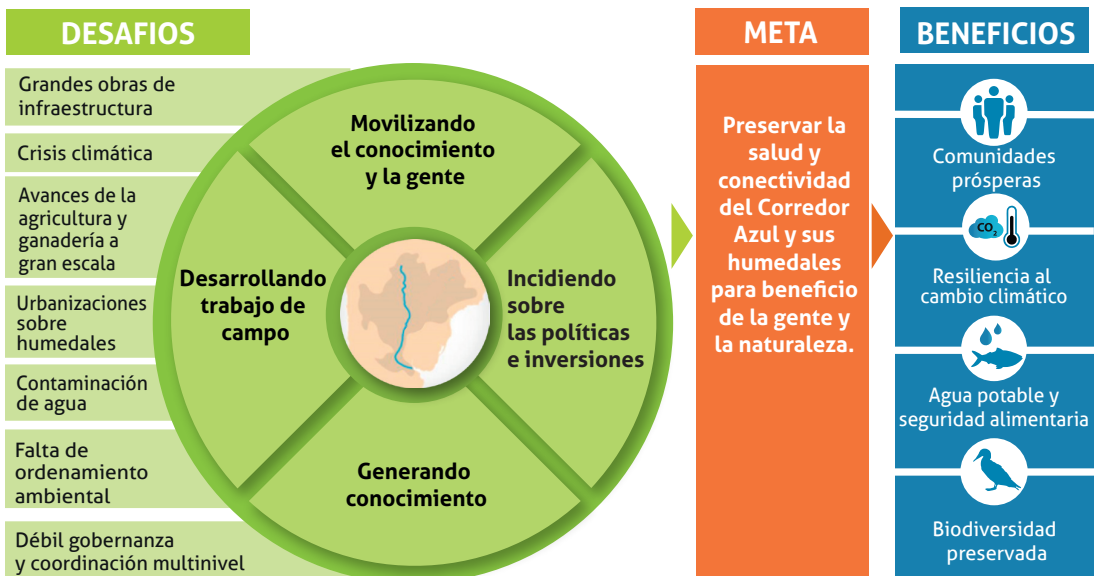 DESAFIOS
Grandes obras de
infraestructura
Crisis climática
Avances de la
agricultura y
ganadería a
gran escala
Urbanizaciones
sobre
humedales
Contaminación
de agua
Falta de
ordenamiento
ambiental
Débil gobernanza
y coordinación multinivel
Movilizando
el conocimiento
y la gente
Desarrollando
trabajo de
campo
Incidiendo
sobre
las políticas
e inversiones
Generando
conocimiento
META
Preservar la
salud y
conectividad
del Corredor
Azul y sus
humedales
para beneficio
de la gente y
la naturaleza.
BENEFICIOS
Comunidades
prósperas
CO₂
Resiliencia al
cambio climático
Agua potable y
seguridad alimentaria
Biodiversidad
preservada